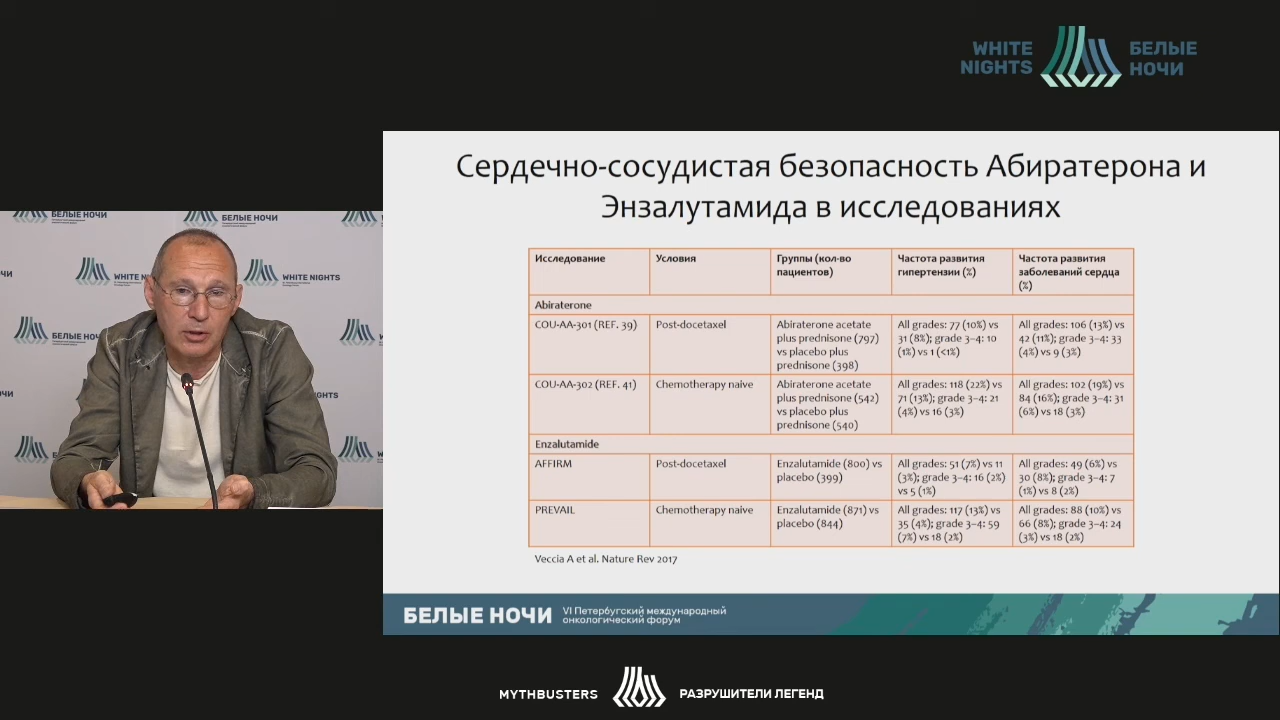 WHITE
NIGHTS
БЕЛЫЕ
НОЧИ
Сердечно-сосудистая безопасность Абиратерона и
Энзалутамида в исследованиях
Исследование
Условия
Группы (кол-во
пациентов)
Частота развития
гипертензии (%)
Частота развития
заболеваний сердца
(%)
Abiraterone
COU-AA-301 (REF. 39)
Post-docetaxel
Abiraterone acetate
plus prednisone (797)
vs placebo plus
prednisone (398)
All grades: 77 (10%) vs
31 (8%); grade 3–4: 10
(1%) vs 1 (<1%)
All grades: 106 (13%) vs
42 (11%); grade 3–4: 33
(4%) vs 9 (3%)
COU-AA-302 (REF. 41)
Chemotherapy naive
Abiraterone acetate
plus prednisone (542)
vs placebo plus
prednisone (540)
All grades: 118 (22%) vs
71 (13%); grade 3–4: 21
(4%) vs 16 (3%)
All grades: 102 (19%) vs
84 (16%); grade 3–4: 31
(6%) vs 18 (3%)
Enzalutamide
AFFIRM
Post-docetaxel
Enzalutamide (800) vs
placebo (399)
All grades: 51 (7%) vs 11
(3%); grade 3–4: 16 (2%)
vs 5 (1%)
All grades: 49 (6%) vs
30 (8%); grade 3–4: 7
(1%) vs 8 (2%)
PREVAIL
Chemotherapy naive
Enzalutamide (871) vs
placebo (844)
All grades: 117 (13%) vs
35 (4%); grade 3–4: 59
(7%) vs 18 (2%)
All grades: 88 (10%) vs
66 (8%); grade 3–4: 24
(3%) vs 18 (2%)
Veccia A et al. Nature Rev 2017
БЕЛЫЕ НОЧИ
VI Петербугский международный
онкологический форум
MYTHBUSTERS
РАЗРУШИТЕЛИ ЛЕГЕНД
БЕЛЫЕ НОЧИ
БЕЛЫЕ НОЧИ
WHITE N
WHITE NIGHTS
БЕЛЫЕ НОЧИ